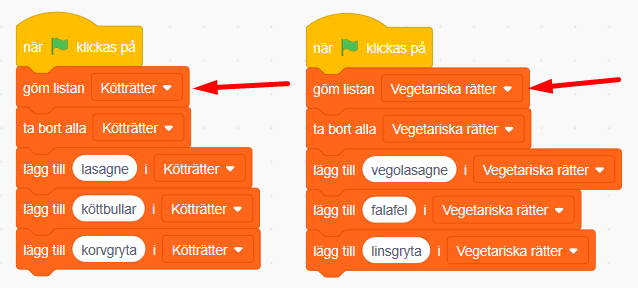 när klickas på
göm listan Kötträtter
ta bort alla Kötträtter
lägg till lasagne i Kötträtter
lägg till köttbullar i Kötträtter
lägg till korvgryta i Kötträtter
när klickas på
göm listan Vegetariska rätter
ta bort alla Vegetariska rätter
lägg till vegolasagne i Vegetariska rätter
lägg till falafel i Vegetariska rätter
lägg till linsgryta i Vegetariska rätter